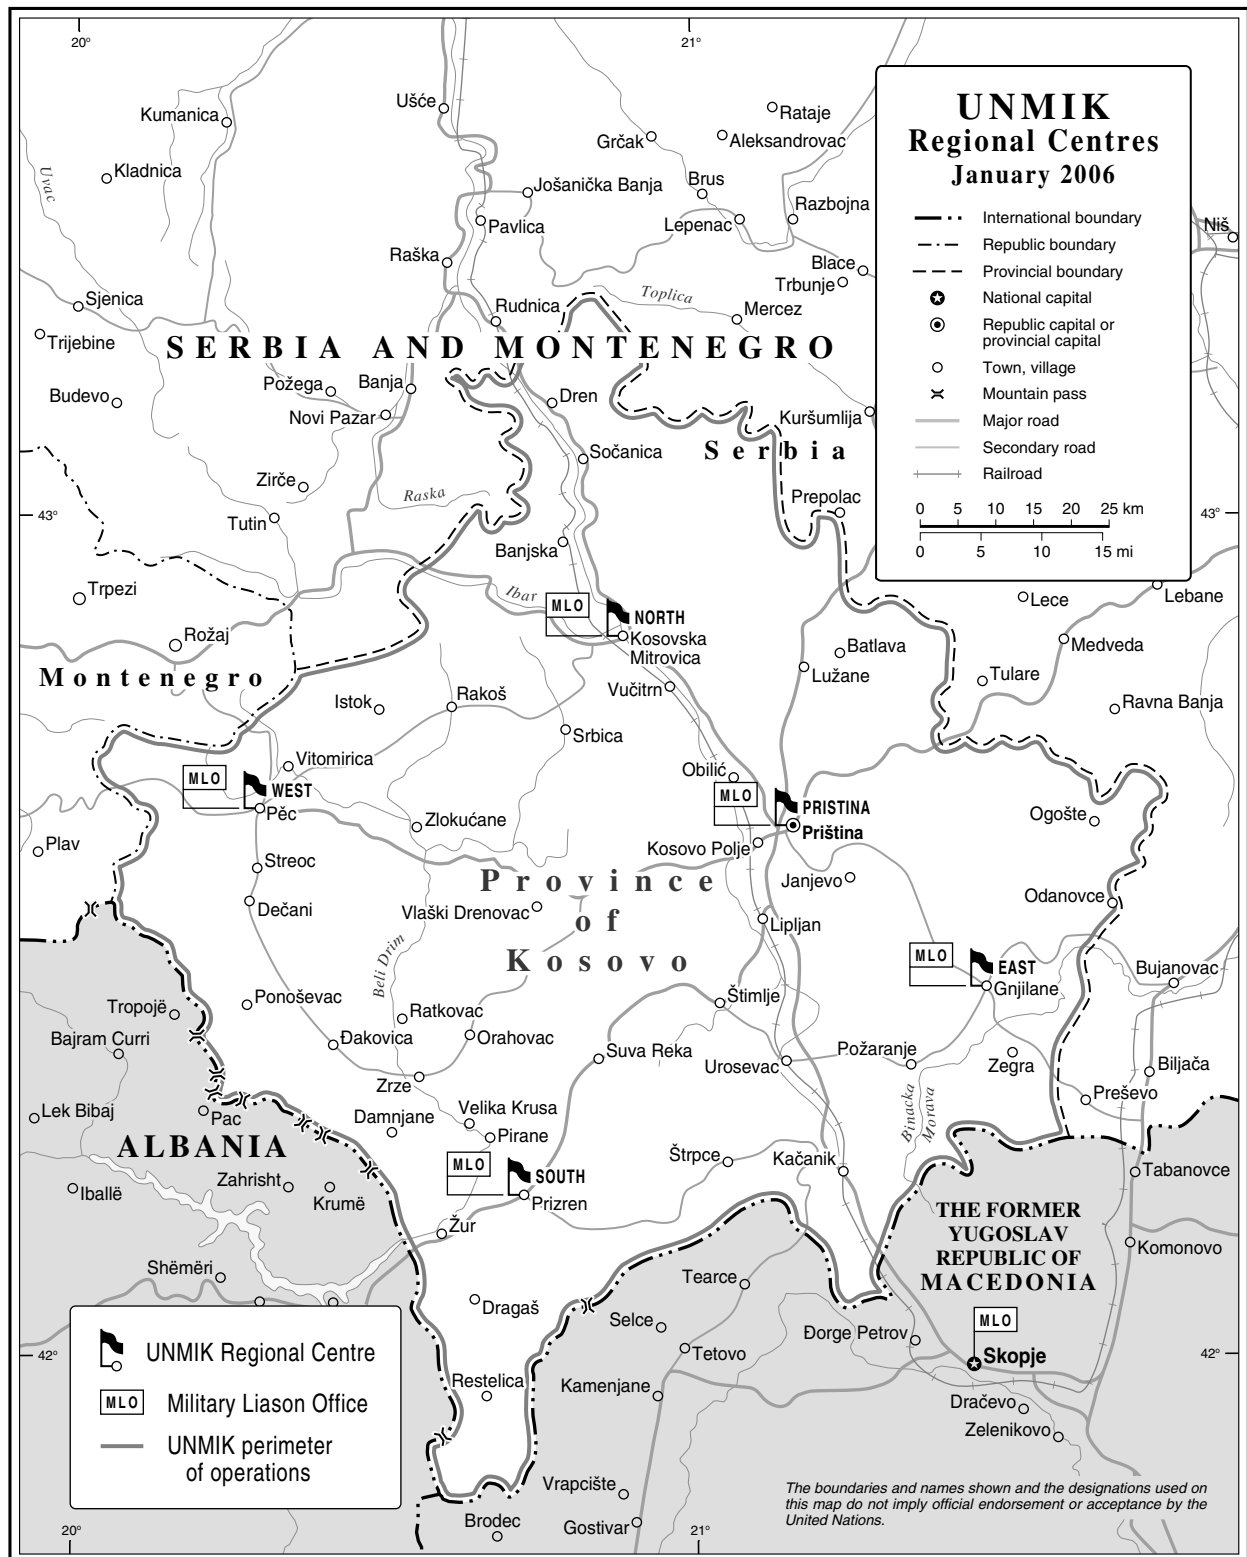 20°
21°
UNMIK
Regional Centres
January 2006
International boundary
Republic boundary
Provincial boundary
National capital
Republic capital or
provincial capital
Town, village
Mountain pass
Major road
Secondary road
Railroad
0 5 10 15 20 25 km
0 5 10 15 mi
Ušće
Kumanica
Rataje
Grčak
Aleksandrovac
Kladnica
Uvac
Jošanička Banja
Brus
Razbojna
Pavlica
Lepenac
Niš
Raška
Blace
Trbunje
Sjenica
Rudnica
Toplica
Mercez
Trijebine
SERBIA AND MONTENEGRO
Požega
Banja
Budevo
Dren
Novi Pazar
Kuršumlija
Serbia
Sočanica
Zirče
Raska
Prepolac
43°
43°
Tutin
Banjska
Trpezi
Ibar
MLO
NORTH
Kosovska
Mitrovica
Lece
Lebane
Rožaj
Batlava
Medveda
Montenegro
Lužane
Tulare
Vučitrn
Istok
Rakoš
Ravna Banja
Srbica
Vitomirica
Obilić
MLO
WEST
Pěc
MLO
PRISTINA
Priština
Zlokućane
Ogošte
Plav
Kosovo Polje
Streoc
Janjevo
Province
of
Kosovo
Dečani
Vlaški Drenovac
Odanovce
Lipljan
Beli Drim
MLO
EAST
Gnjilane
Bujanovac
Ponoševac
Štimlje
Tropojë
Ratkovac
Bajram Curri
Đakovica
Orahovac
Suva Reka
Požaranje
Urosevac
Zegra
Biljača
Zrze
Preševo
Lek Bibaj
Pac
Damnjane
Velika Krusa
Binacka
Morava
ALBANIA
Pirane
Štrpce
Kačanik
MLO
SOUTH
Prizren
Tabanovce
Zahrisht
Iballë
Krumë
THE FORMER
YUGOSLAV
REPUBLIC OF
MACEDONIA
Žur
Komonovo
Shëmëri
Tearce
Dragaš
Selce
MLO
Skopje
Đorge Petrov
Tetovo
42°
42°
UNMIK Regional Centre
MLO
Military Liason Office
UNMIK perimeter
of operations
Restelica
Kamenjane
Dračevo
Zelenikovo
Vrapcište
Brodec
Gostivar
The boundaries and names shown and the designations used on
this map do not imply official endorsement or acceptance by the
United Nations.
20°
21°